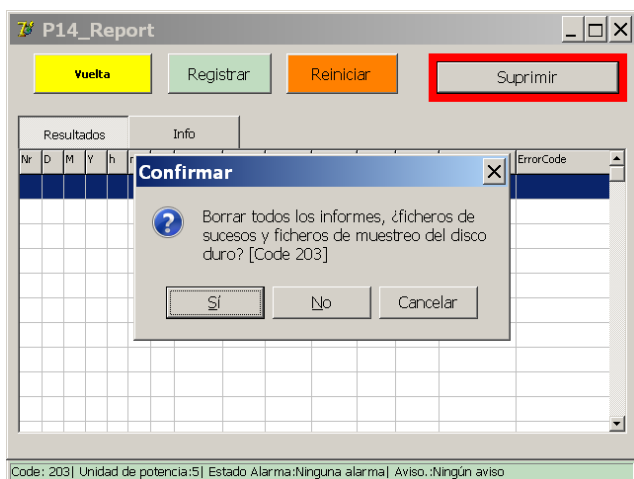 P14_Report
Vuelta Registrar Reiniciar Suprimir
Resultados Info
Nr D M Y h ErrorCode
Confirmar
Borrar todos los informes, ¿ficheros de
sucesos y ficheros de muestreo del disco
duro? [Code 203]
Sí No Cancelar
Code: 203| Unidad de potencia:5| Estado Alarma:Ninguna alarma| Aviso.:Ningún aviso